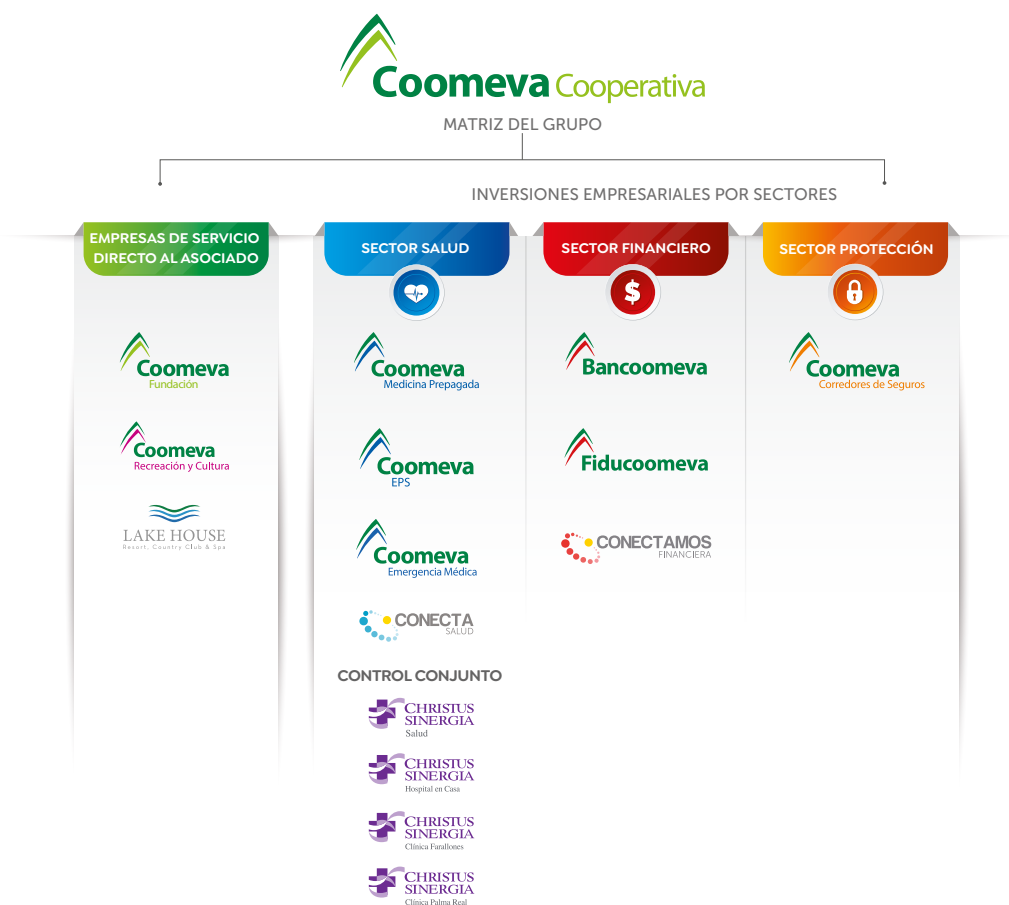 Coomeva Cooperativa
MATRIZ DEL GRUPO
INVERSIONES EMPRESARIALES POR SECTORES
EMPRESAS DE SERVICIO
DIRECTO AL ASOCIADO
Coomeva
Fundación
Coomeva
Recreación y Cultura
LAKE HOUSE
Resort, Country Club & Spa
SECTOR SALUD
Coomeva
Medicina Prepagada
Coomeva
EPS
Coomeva
Emergencia Médica
CONECTA
SALUD
CONTROL CONJUNTO
CHRISTUS
SINERGIA
Salud
CHRISTUS
SINERGIA
Hospital en Casa
CHRISTUS
SINERGIA
Clínica Farallones
CHRISTUS
SINERGIA
Clínica Palma Real
SECTOR FINANCIERO
$
Bancoomeva
Fiducoomeva
CONECTAMOS
FINANCIERA
SECTOR PROTECCIÓN
Coomeva
Corredores de Seguros